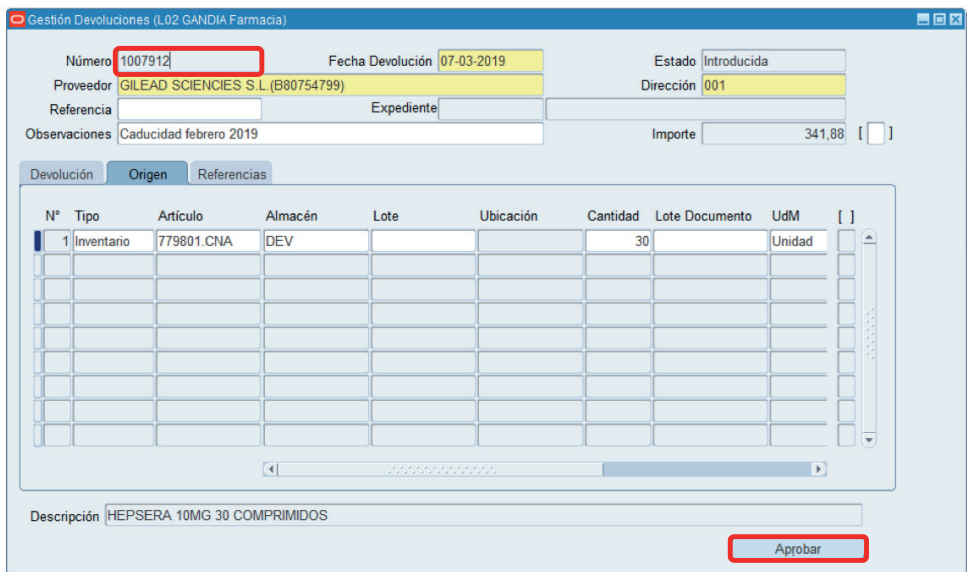 Gestión Devoluciones (L02 GANDIA Farmacia)
Número 1007912 Fecha Devolución 07-03-2019 Estado Introducida
Proveedor GILEAD SCIENCIES S.L.(B80754799) Dirección 001
Referencia Expediente
Observaciones Caducidad febrero 2019 Importe 341,88 [ ]
Devolución Origen Referencias
N° Tipo Artículo Almacén Lote Ubicación Cantidad Lote Documento UdM [ ]
1 Inventario 779801.CNA DEV 30 Unidad
Descripción HEPSERA 10MG 30 COMPRIMIDOS
Aprobar